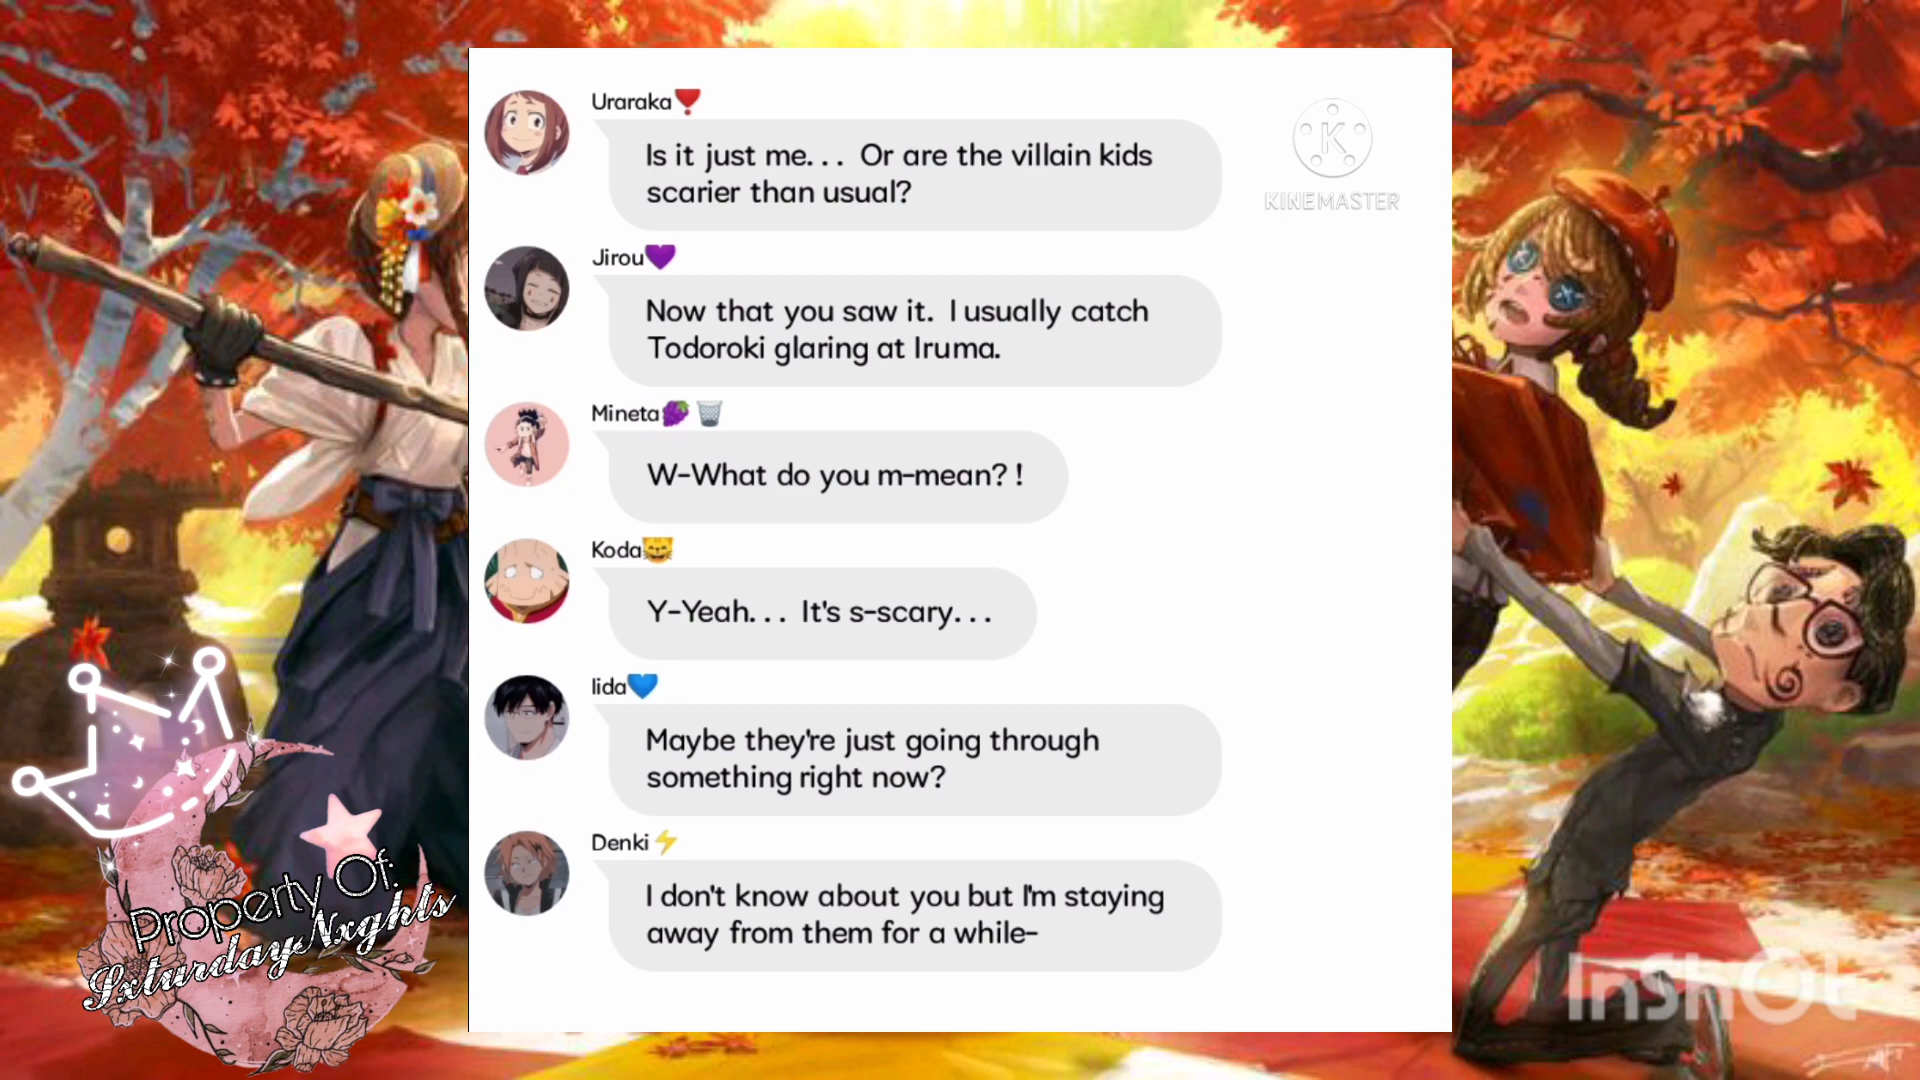 Uraraka❣
Is it just me... Or are the villain kids
scarier than usual?
KINEMASTER
Jirou💜
Now that you saw it. I usually catch
Todoroki glaring at Iruma.
Mineta🍇🗑
W-What do you m-mean?!
Koda😸
Y-Yeah... It's s-scary...
Iida💙
Maybe they're just going through
something right now?
Denki⚡
I don't know about you but I'm staying
away from them for a while-
Property Of:
SxturdayNxghts
InShOt